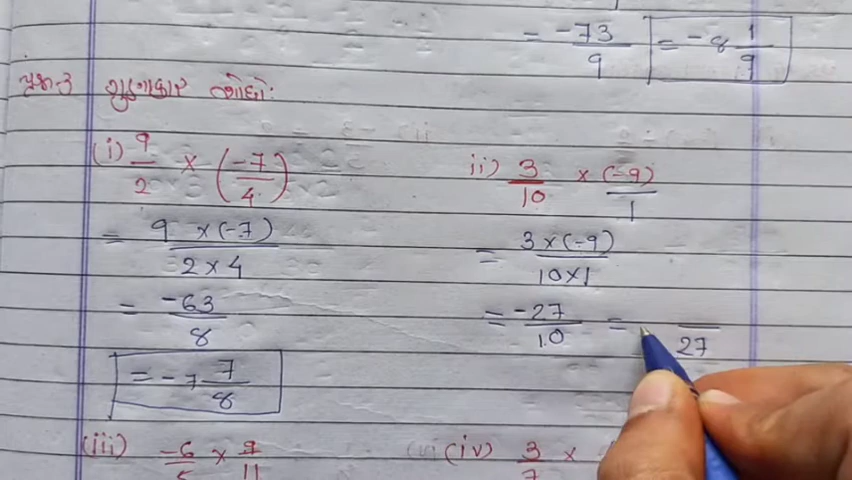 = -73/9 = -8 1/9
પ્રશ્ન-3 ગુણાકાર શોધો:
(i) 9/2 × (-7/4)
= 9 × (-7) / 2 × 4
= -63/8
= -7 7/8
ii) 3/10 × (-9)/1
= 3 × (-9) / 10×1
= -27/10 = /27
(iii) -6/5 × 9/11
(iv) 3/7 ×